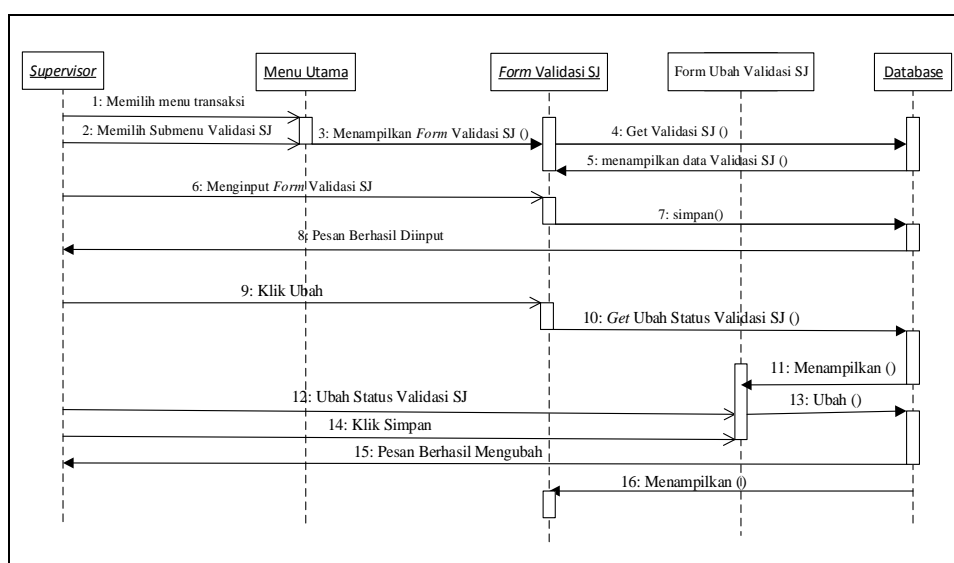 Supervisor
Menu Utama
Form Validasi SJ
Form Ubah Validasi SJ
Database
1: Memilih menu transaksi
2: Memilih Submenu Validasi SJ
3: Menampilkan Form Validasi SJ ()
4: Get Validasi SJ ()
5: menampilkan data Validasi SJ ()
6: Menginput Form Validasi SJ
7: simpan()
8: Pesan Berhasil Diinput
9: Klik Ubah
10: Get Ubah Status Validasi SJ ()
11: Menampilkan ()
12: Ubah Status Validasi SJ
13: Ubah ()
14: Klik Simpan
15: Pesan Berhasil Mengubah
16: Menampilkan ()